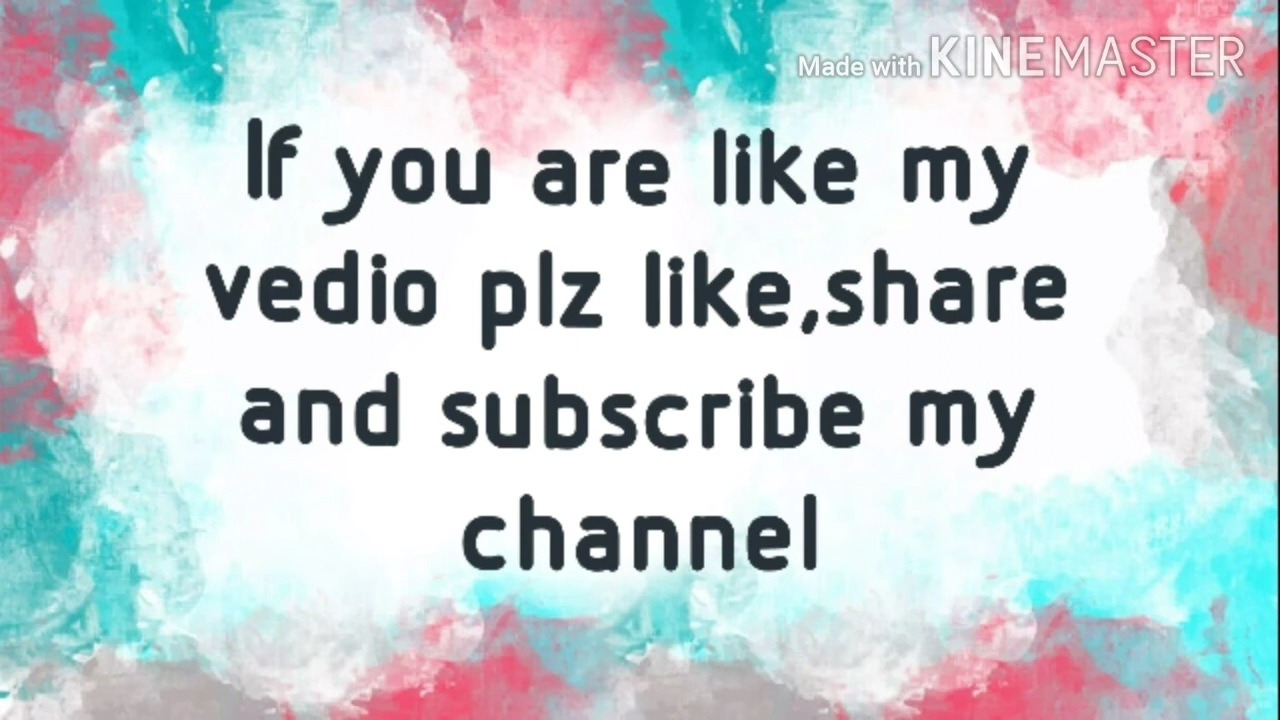 Made with KINEMASTER
If you are like my
vedio plz like,share
and subscribe my
channel